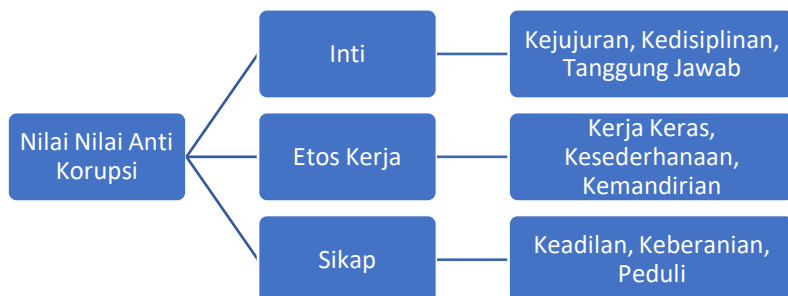 Nilai Nilai Anti
Korupsi
Inti
Kejujuran, Kedisiplinan,
Tanggung Jawab
Etos Kerja
Kerja Keras,
Kesederhanaan,
Kemandirian
Sikap
Keadilan, Keberanian,
Peduli